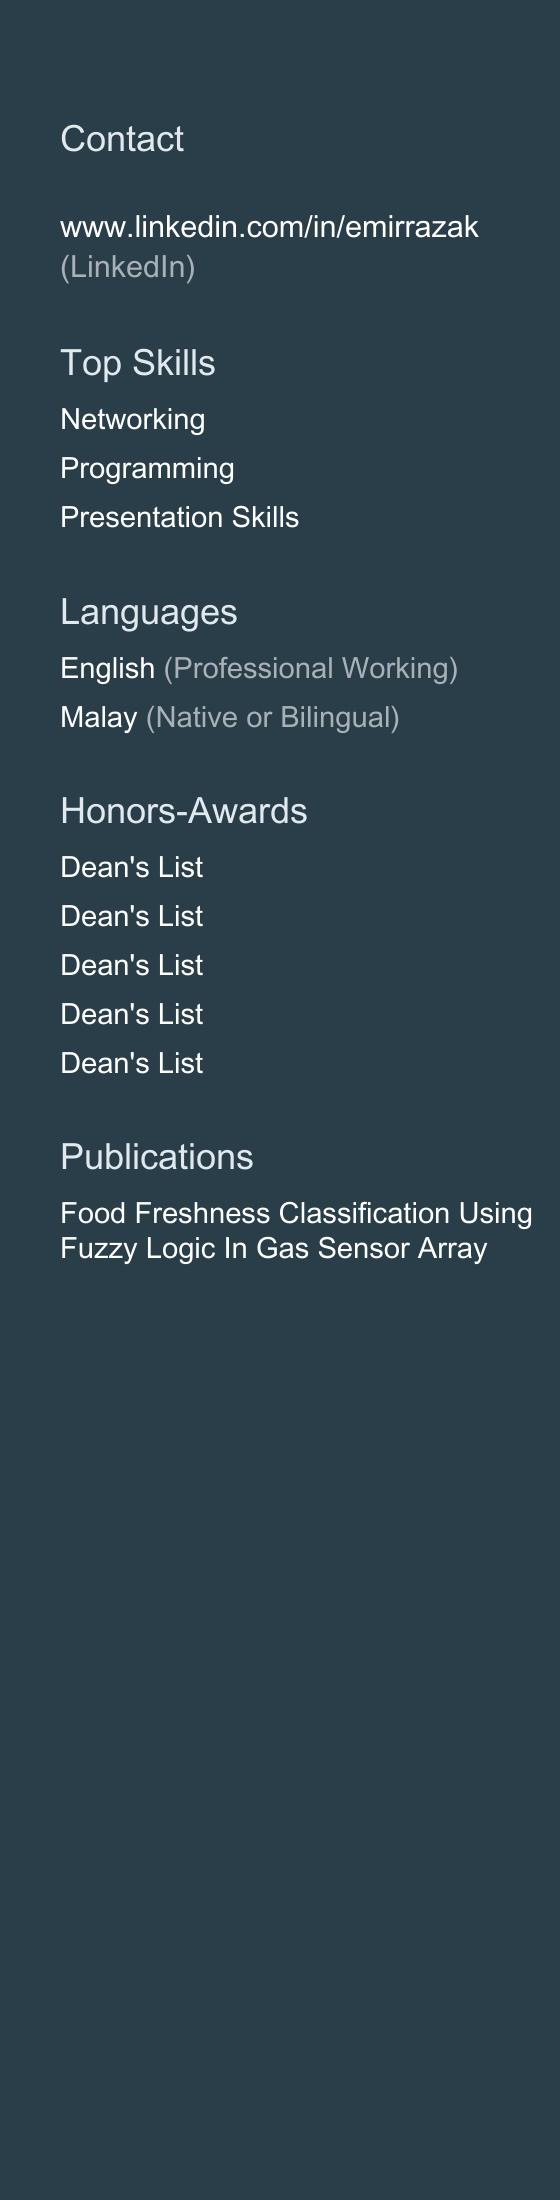 Contact
www.linkedin.com/in/emirrazak
(LinkedIn)
Top Skills
Networking
Programming
Presentation Skills
Languages
English (Professional Working)
Malay (Native or Bilingual)
Honors-Awards
Dean's List
Dean's List
Dean's List
Dean's List
Dean's List
Publications
Food Freshness Classification Using
Fuzzy Logic In Gas Sensor Array